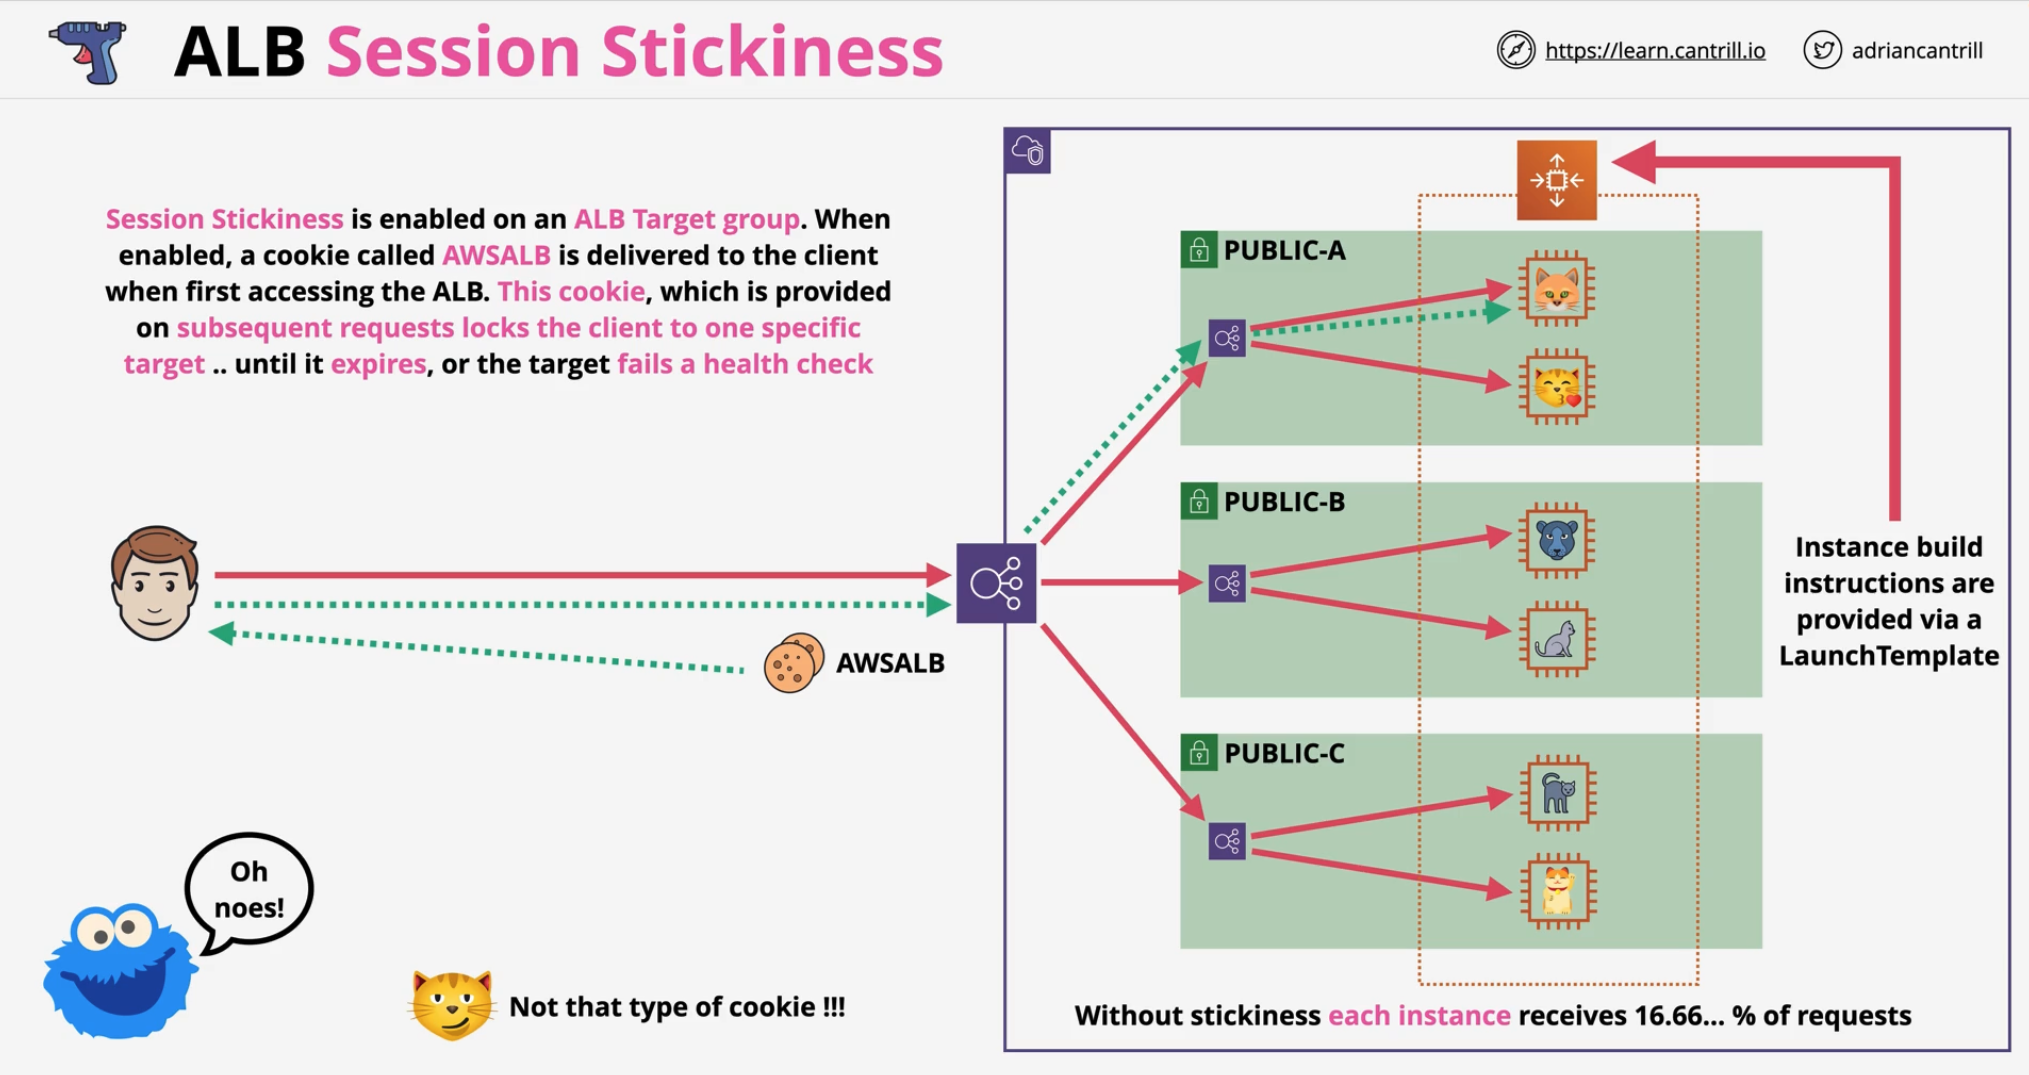 ALB Session Stickiness
https://learn.cantrill.io
adriancantrill
Session Stickiness is enabled on an ALB Target group. When
enabled, a cookie called AWSALB is delivered to the client
when first accessing the ALB. This cookie, which is provided
on subsequent requests locks the client to one specific
target .. until it expires, or the target fails a health check
PUBLIC-A
PUBLIC-B
PUBLIC-C
Instance build
instructions are
provided via a
LaunchTemplate
AWSALB
Oh
noes!
Not that type of cookie !!!
Without stickiness each instance receives 16.66... % of requests